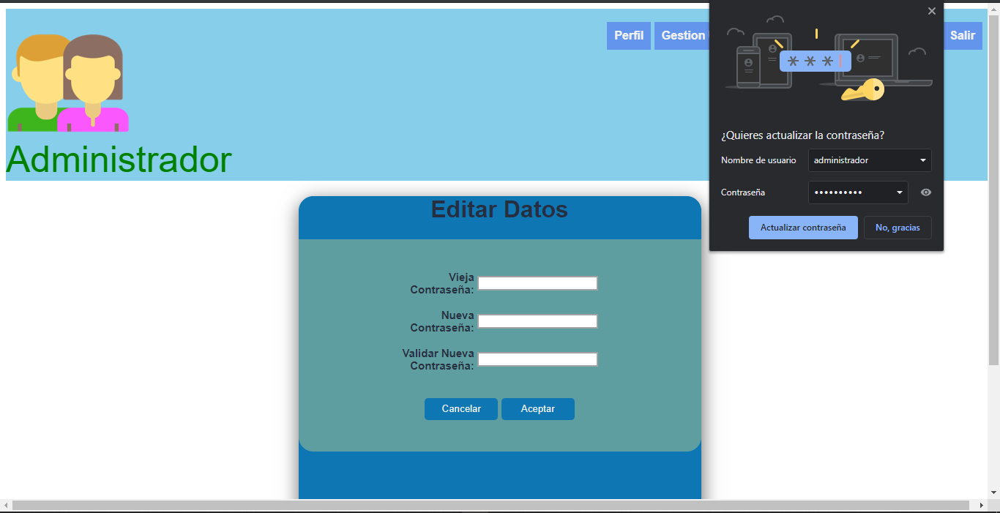 Perfil
Gestion
Salir
Administrador
* * *
¿Quieres actualizar la contraseña?
Nombre de usuario administrador
Contraseña ••••••••••
Actualizar contraseña No, gracias
Editar Datos
Vieja
Contraseña:
Nueva
Contraseña:
Validar Nueva
Contraseña:
Cancelar Aceptar